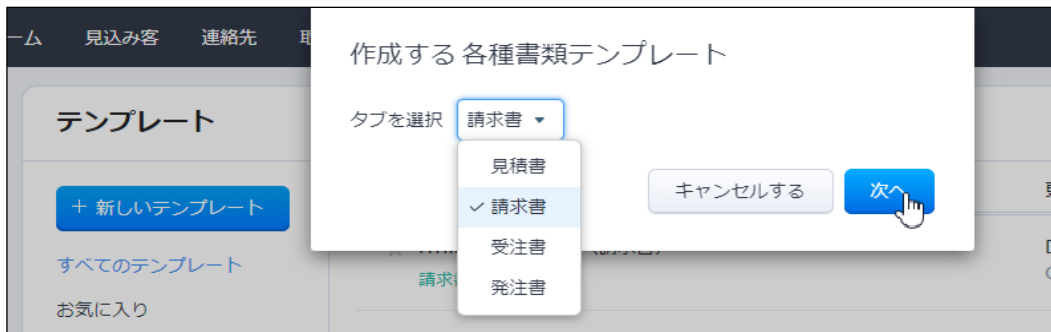 ーム 見込み客 連絡先 取
作成する 各種書類テンプレート
テンプレート
タブを選択 請求書
見積書
キャンセルする 次へ
+ 新しいテンプレート
請求書
受注書
すべてのテンプレート
請求
発注書
お気に入り